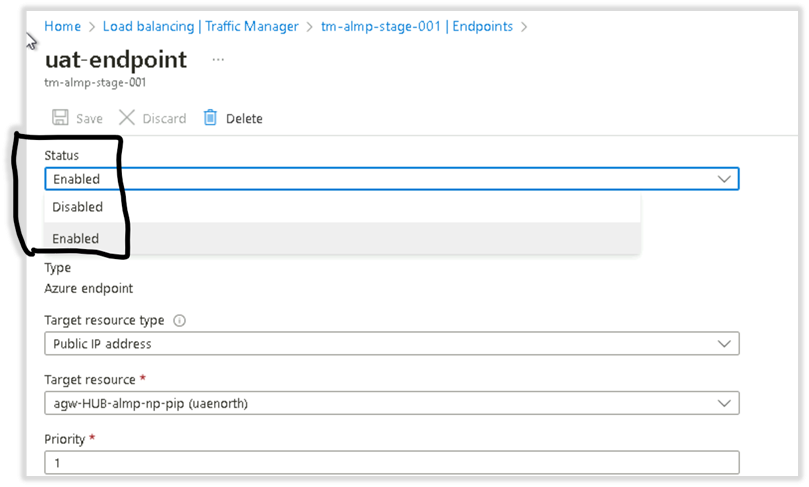 Home > Load balancing | Traffic Manager > tm-almp-stage-001 | Endpoints >
uat-endpoint ...
tm-almp-stage-001
Save Discard Delete
Status
Enabled
Disabled
Enabled
Type
Azure endpoint
Target resource type
Public IP address
Target resource *
agw-HUB-almp-np-pip (uaenorth)
Priority *
1